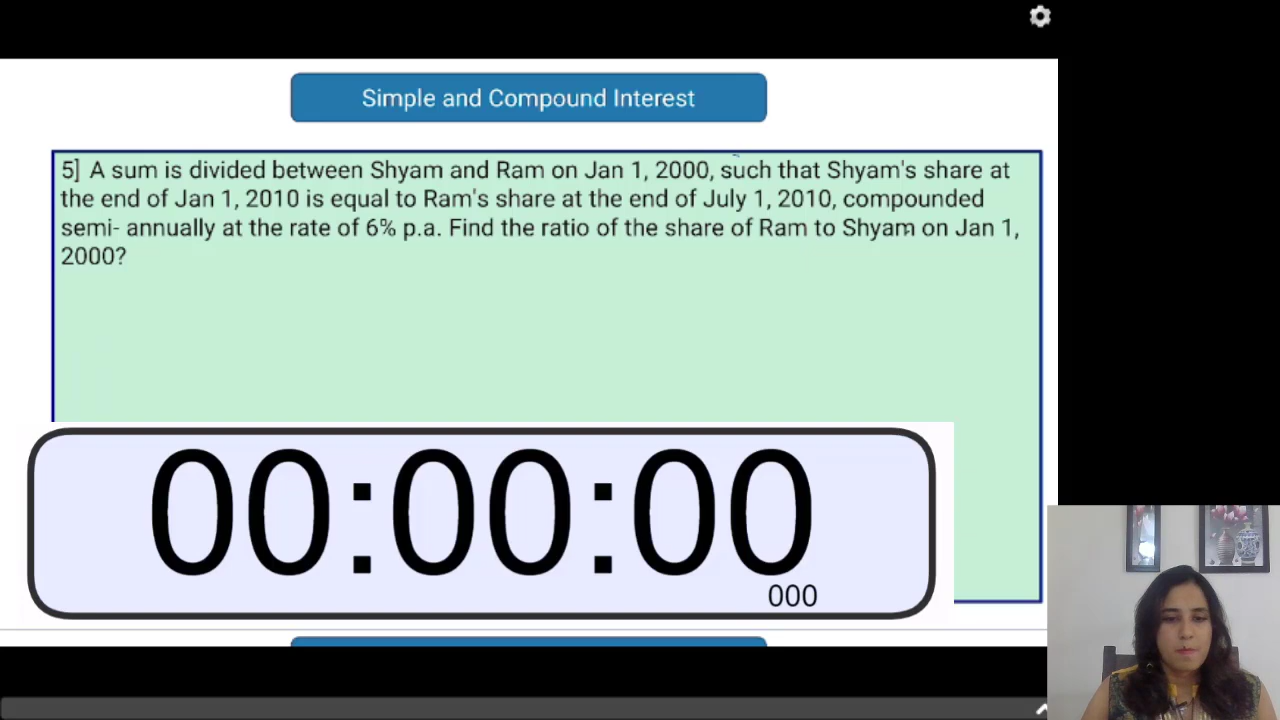 Simple and Compound Interest
5] A sum is divided between Shyam and Ram on Jan 1, 2000, such that Shyam's share at
the end of Jan 1, 2010 is equal to Ram's share at the end of July 1, 2010, compounded
semi- annually at the rate of 6% p.a. Find the ratio of the share of Ram to Shyam on Jan 1,
2000?
00:00:00
000